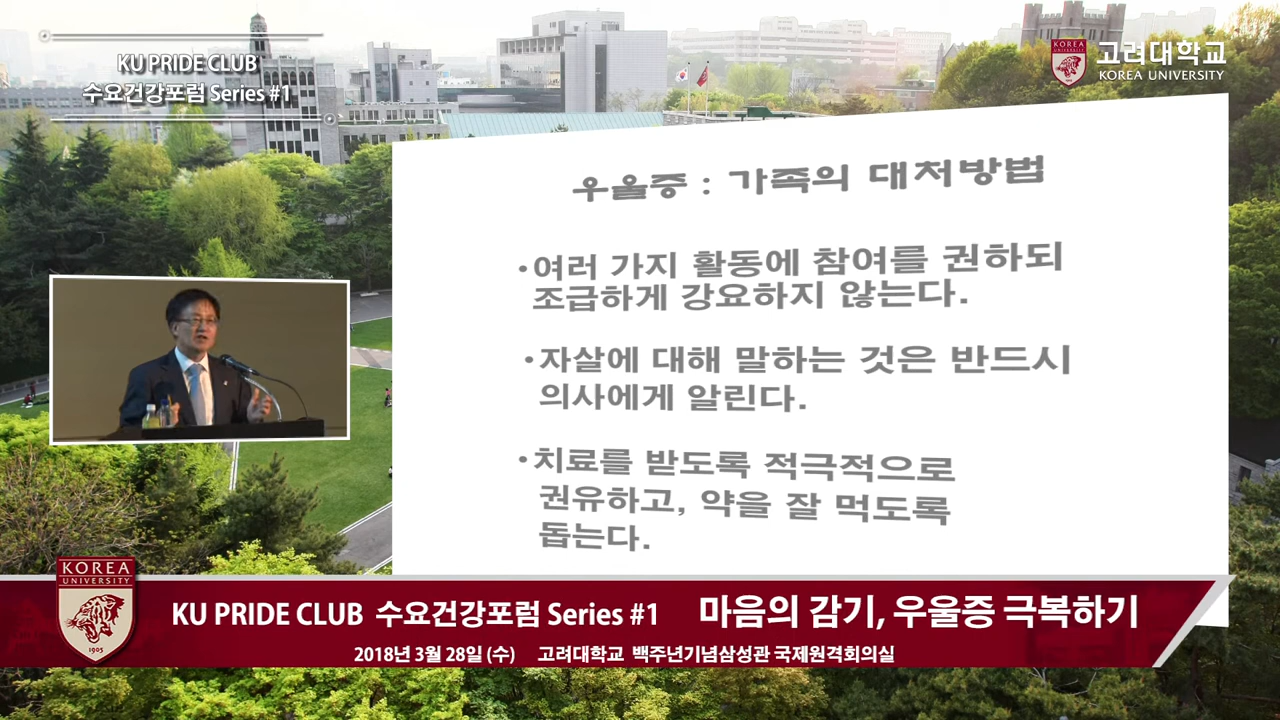 KU PRIDE CLUB
수요건강포럼 Series #1
KOREA
고려대학교
KOREA UNIVERSITY
우울증 : 가족의 대처방법
·여러 가지 활동에 참여를 권하되
조급하게 강요하지 않는다.
·자살에 대해 말하는 것은 반드시
의사에게 알린다.
·치료를 받도록 적극적으로
권유하고, 약을 잘 먹도록
돕는다.
KOREA
UNIVERSITY
1905
KU PRIDE CLUB 수요건강포럼 Series #1 마음의 감기, 우울증 극복하기
2018년 3월 28일 (수) 고려대학교 백주년기념삼성관 국제원격회의실